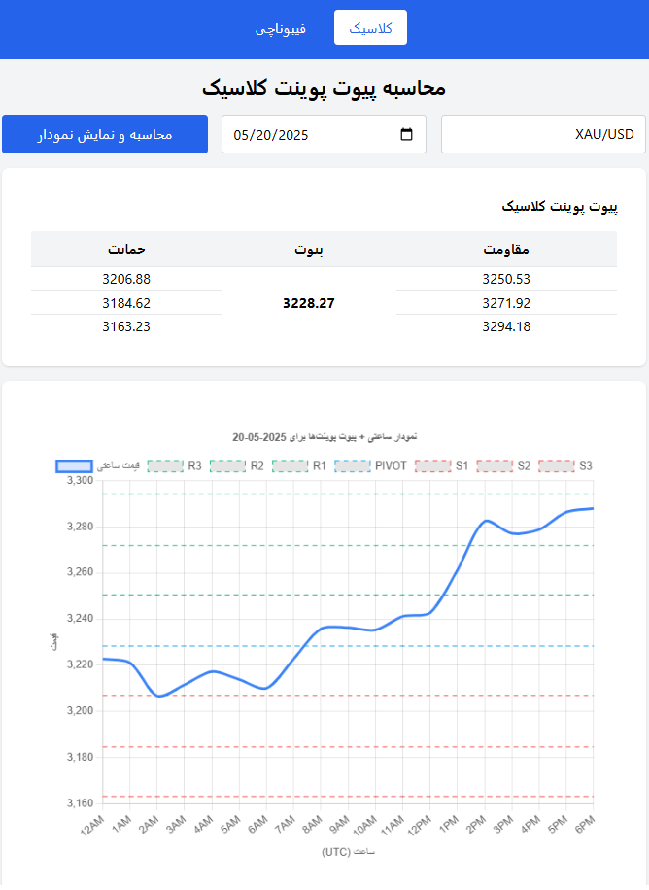 کلاسیک فیبوناچی
محاسبه پیوت پوینت کلاسیک
XAU/USD 05/20/2025 محاسبه و نمایش نمودار
پیوت پوینت کلاسیک
مقاومت پیوت حمایت
3250.53 3206.88
3271.92 3228.27 3184.62
3294.18 3163.23
نمودار ساعتی + پیوت پوینت‌ها برای 2025-05-20
قیمت ساعتی R3 R2 R1 PIVOT S1 S2 S3
3,300
3,280
3,260
3,240
3,220
3,200
3,180
3,160
قیمت
12AM 1AM 2AM 3AM 4AM 5AM 6AM 7AM 8AM 9AM 10AM 11AM 12PM 1PM 2PM 3PM 4PM 5PM 6PM
ساعت (UTC)